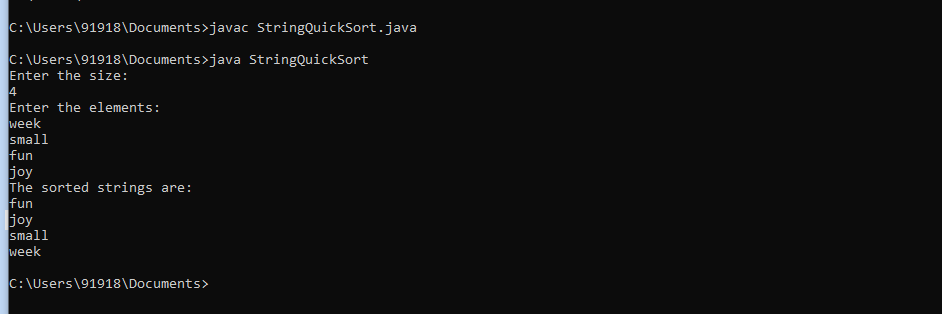 C:\Users\91918\Documents>javac StringQuickSort.java
C:\Users\91918\Documents>java StringQuickSort
Enter the size:
4
Enter the elements:
week
small
fun
joy
The sorted strings are:
fun
joy
small
week
C:\Users\91918\Documents>